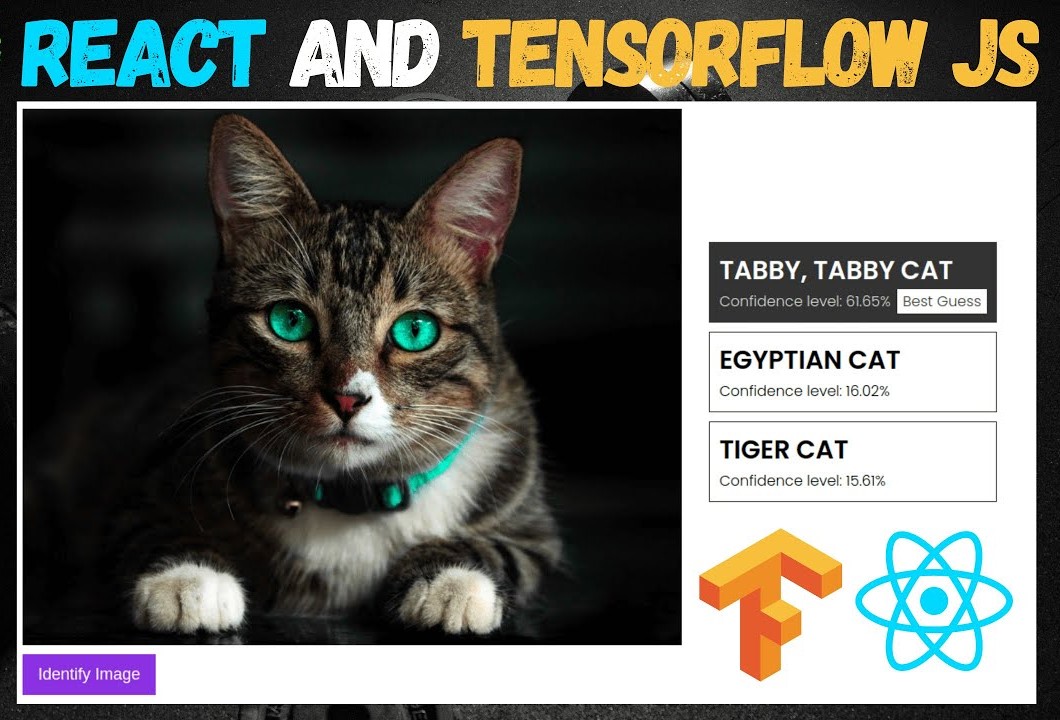 REACT AND TENSORFLOW JS
TABBY, TABBY CAT
Confidence level: 61.65% Best Guess
EGYPTIAN CAT
Confidence level: 16.02%
TIGER CAT
Confidence level: 15.61%
Identify Image